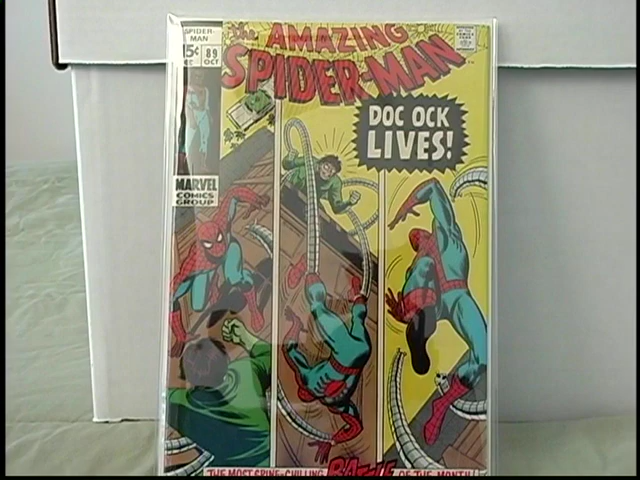 SPIDER-
MAN
15¢
89
OCT
MARVEL
COMICS
GROUP
the AMAZING
SPIDER-MAN
DOC OCK
LIVES!
THE MOST SPINE-CHILLING BATTLE OF THE MONTH!